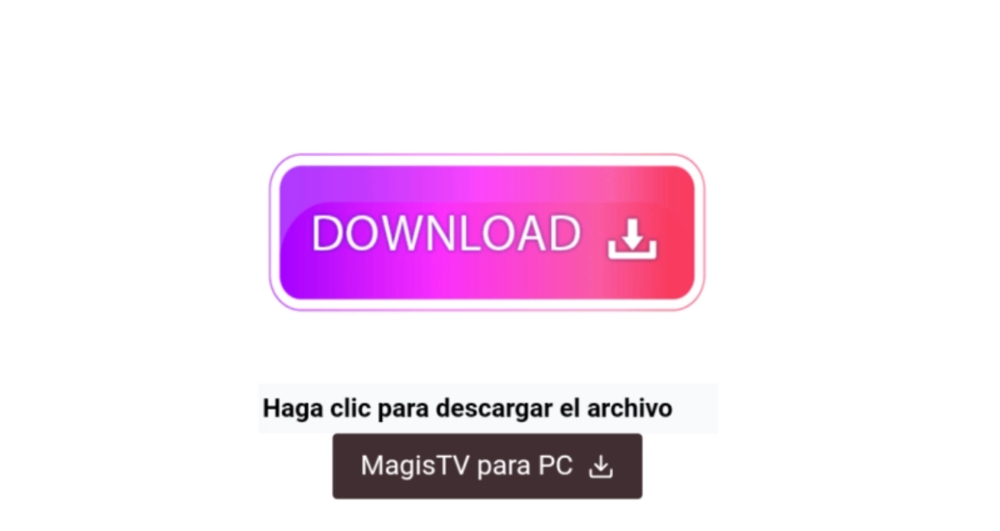 DOWNLOAD
Haga clic para descargar el archivo
MagisTV para PC